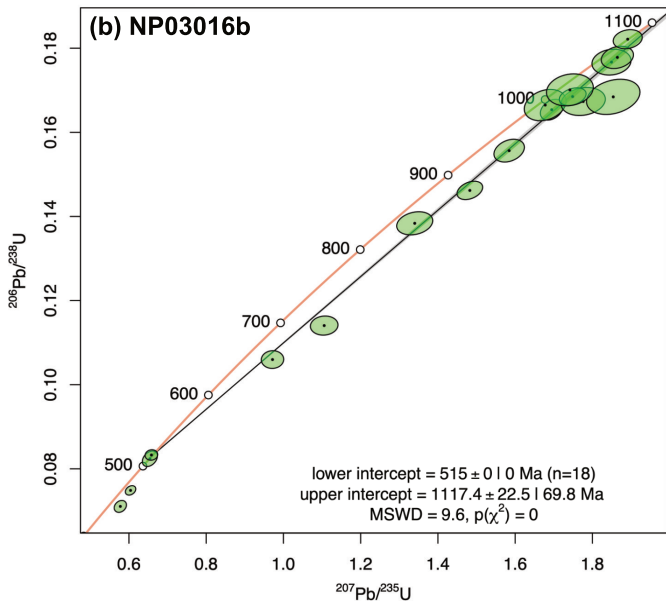 (b) NP03016b
1100
0.18
1000
0.16
900
0.14
800
0.12
700
0.10
600
0.08
500
lower intercept = 515 ± 0 | 0 Ma (n=18)
upper intercept = 1117.4 ± 22.5 | 69.8 Ma
MSWD = 9.6, p(χ²) = 0
0.6 0.8 1.0 1.2 1.4 1.6 1.8
²⁰⁷Pb/²³⁵U
²⁰⁶Pb/²³⁸U